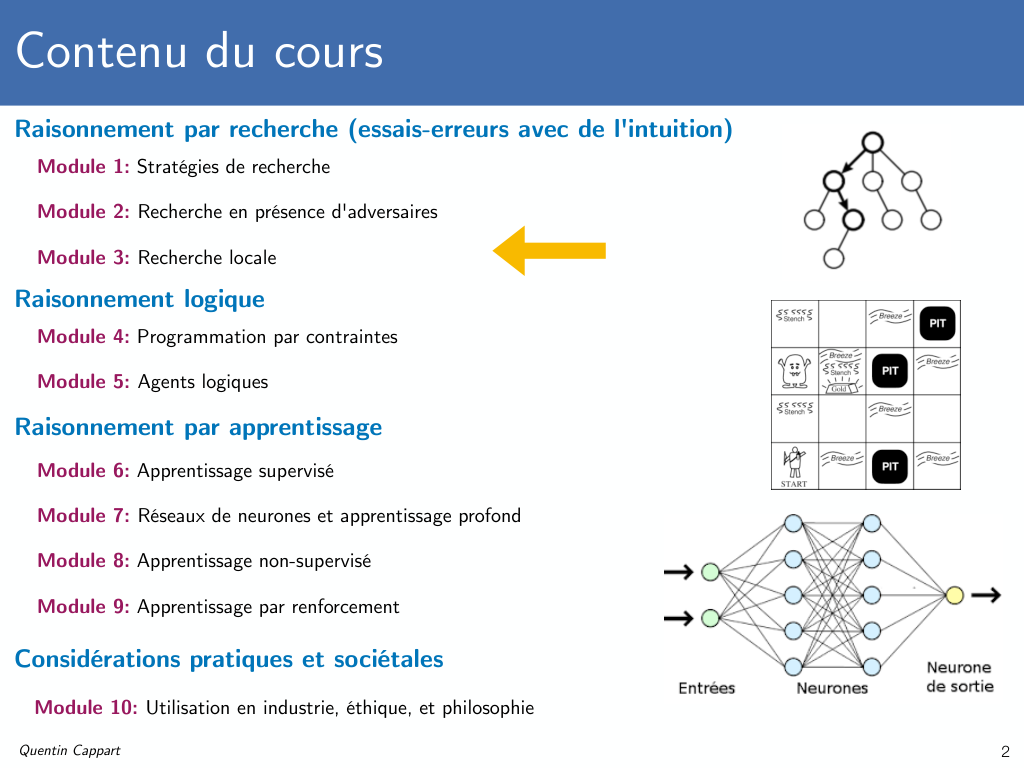 Contenu du cours
Raisonnement par recherche (essais-erreurs avec de l'intuition)
Module 1: Stratégies de recherche
Module 2: Recherche en présence d'adversaires
Module 3: Recherche locale
Raisonnement logique
Module 4: Programmation par contraintes
Module 5: Agents logiques
Raisonnement par apprentissage
Module 6: Apprentissage supervisé
Module 7: Réseaux de neurones et apprentissage profond
Module 8: Apprentissage non-supervisé
Module 9: Apprentissage par renforcement
Considérations pratiques et sociétales
Module 10: Utilisation en industrie, éthique, et philosophie
Stench
Breeze
PIT
Breeze
Stench
Gold
PIT
Breeze
Stench
Breeze
START
Breeze
PIT
Breeze
Entrées
Neurones
Neurone
de sortie
Quentin Cappart
2